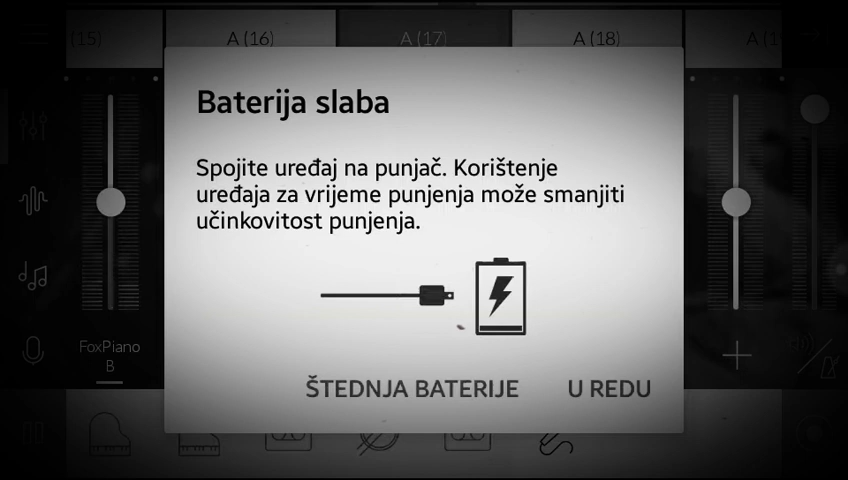 (15) A (16) A (17) A (18) A (1
Baterija slaba
Spojite uređaj na punjač. Korištenje
uređaja za vrijeme punjenja može smanjiti
učinkovitost punjenja.
FoxPiano
B
ŠTEDNJA BATERIJE U REDU